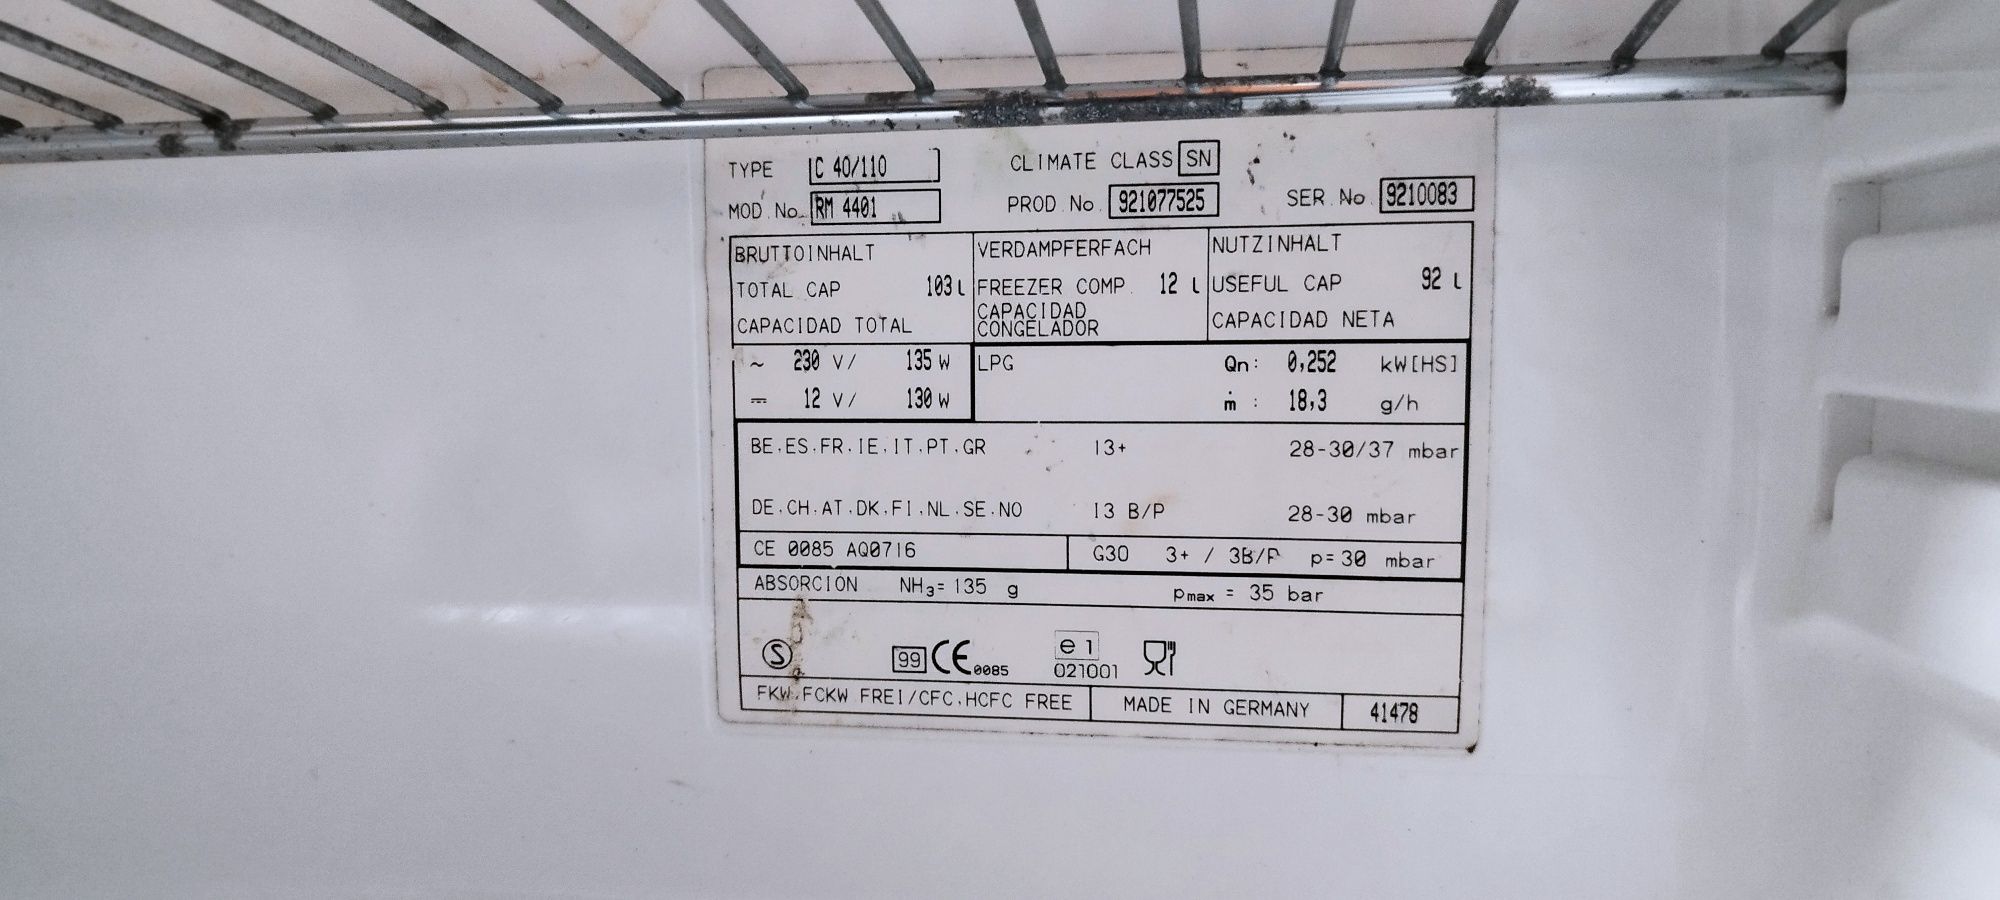 TYPE C 40/110 CLIMATE CLASS SN
MOD. No. RM 4401 PROD. No. 921077525 SER. No. 9210083
BRUTTOINHALT VERDAMPFERFACH NUTZINHALT
TOTAL CAP 103 L FREEZER COMP. 12 L USEFUL CAP 92 L
CAPACIDAD TOTAL CAPACIDAD CONGELADOR CAPACIDAD NETA
~ 230 V/ 135 W LPG Qn: 0,252 kW[HS]
⎓ 12 V/ 130 W ṁ : 18,3 g/h
BE.ES.FR.IE.IT.PT.GR I3+ 28-30/37 mbar
DE.CH.AT.DK.FI.NL.SE.NO I3 B/P 28-30 mbar
CE 0085 AQ0716 G30 3+ / 3B/P p=30 mbar
ABSORCION NH₃= 135 g pmax = 35 bar
S 99 CE 0085 e1 021001
FKW.FCKW FREI/CFC.HCFC FREE MADE IN GERMANY 41478